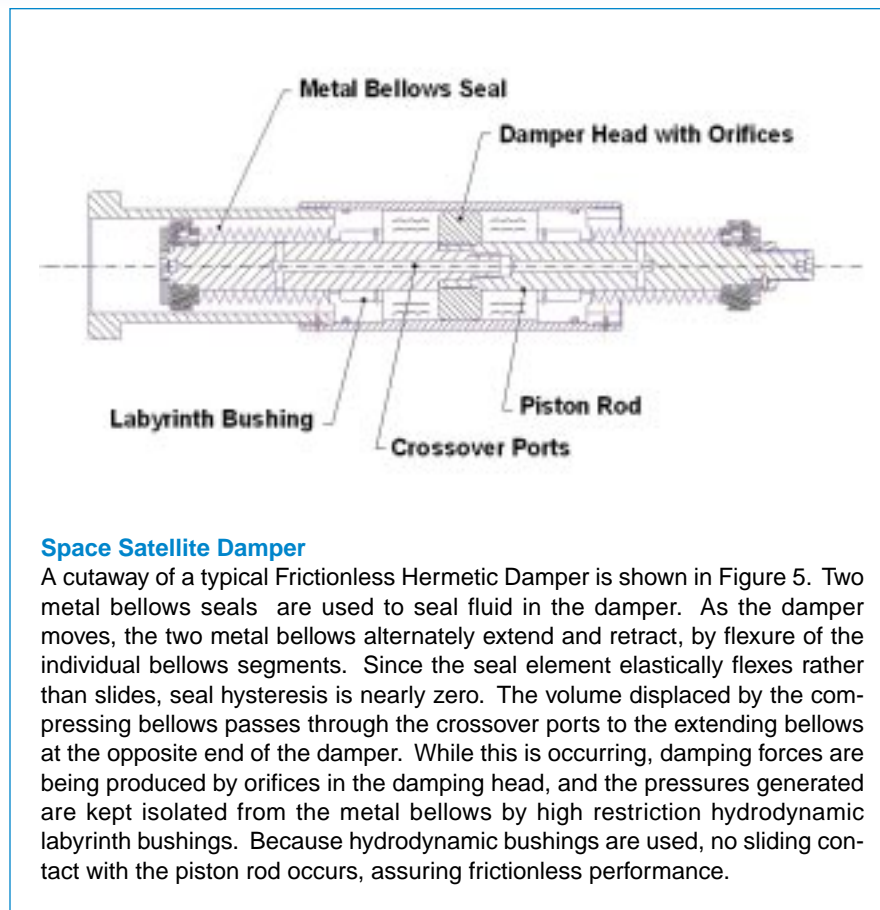 Metal Bellows Seal
Damper Head with Orifices
Labyrinth Bushing
Piston Rod
Crossover Ports
Space Satellite Damper
A cutaway of a typical Frictionless Hermetic Damper is shown in Figure 5. Two
metal bellows seals are used to seal fluid in the damper. As the damper
moves, the two metal bellows alternately extend and retract, by flexure of the
individual bellows segments. Since the seal element elastically flexes rather
than slides, seal hysteresis is nearly zero. The volume displaced by the com-
pressing bellows passes through the crossover ports to the extending bellows
at the opposite end of the damper. While this is occurring, damping forces are
being produced by orifices in the damping head, and the pressures generated
are kept isolated from the metal bellows by high restriction hydrodynamic
labyrinth bushings. Because hydrodynamic bushings are used, no sliding con-
tact with the piston rod occurs, assuring frictionless performance.